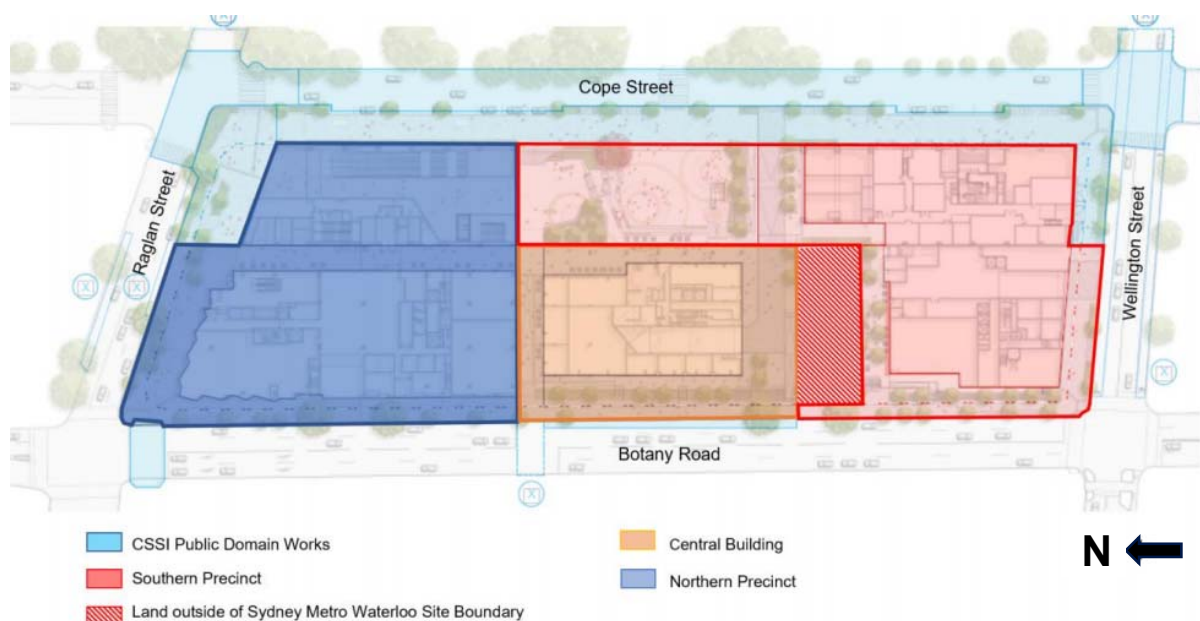 Cope Street
Raglan Street
Wellington Street
Botany Road
CSSI Public Domain Works
Southern Precinct
Land outside of Sydney Metro Waterloo Site Boundary
Central Building
Northern Precinct
N